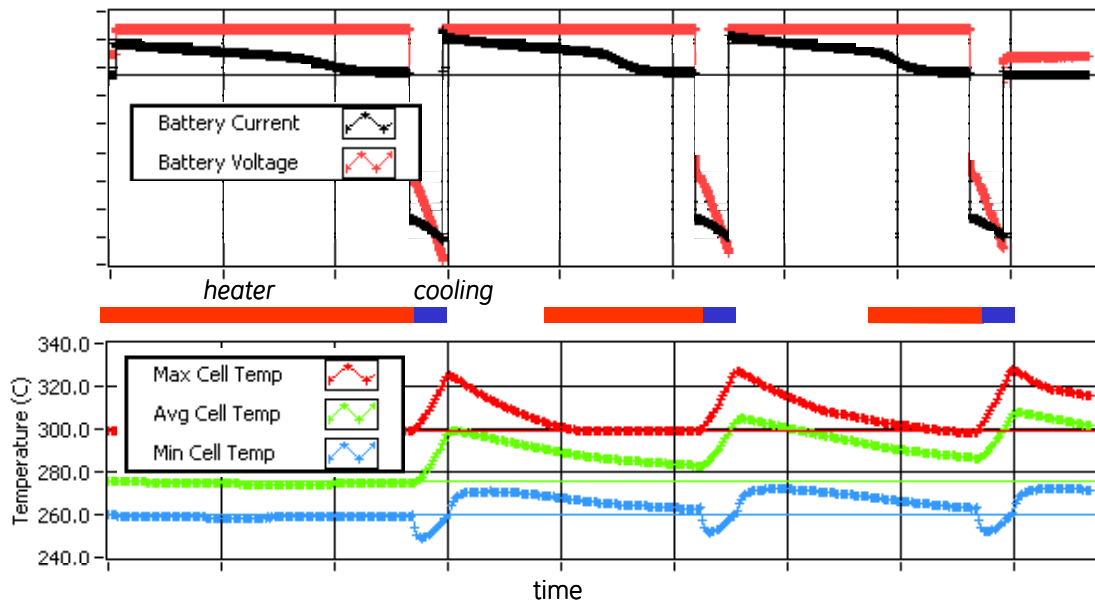 Battery Current
Battery Voltage
heater cooling
340.0
320.0
300.0
280.0
260.0
240.0
Temperature (C)
Max Cell Temp
Avg Cell Temp
Min Cell Temp
time